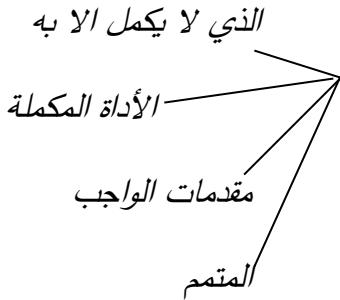 الذي لا يكمل الا به
الأداة المكملة
مقدمات الواجب
المتمم